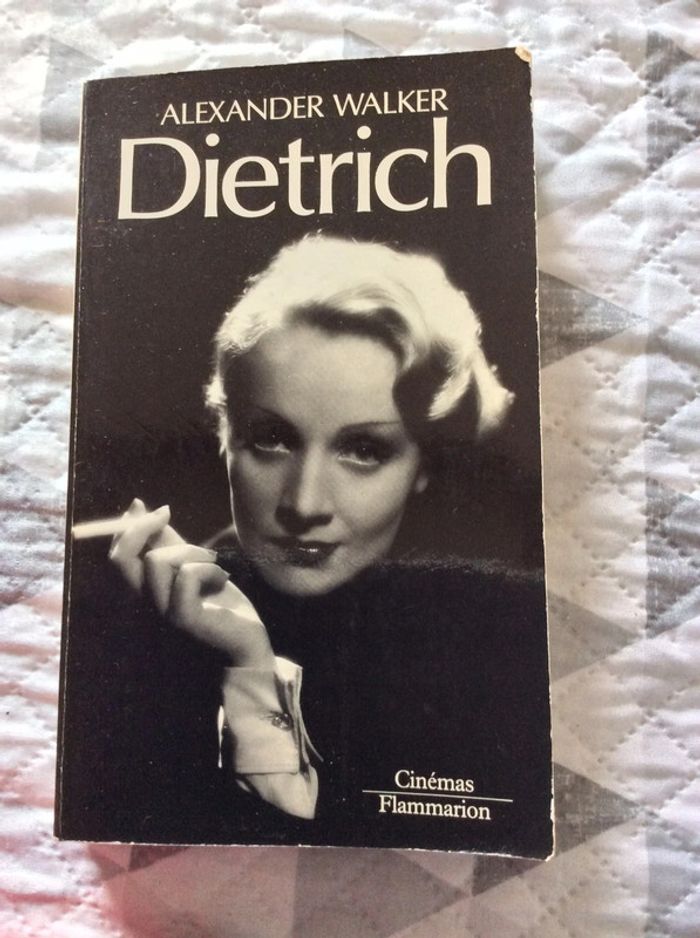 ALEXANDER WALKER
Dietrich
Cinémas
Flammarion